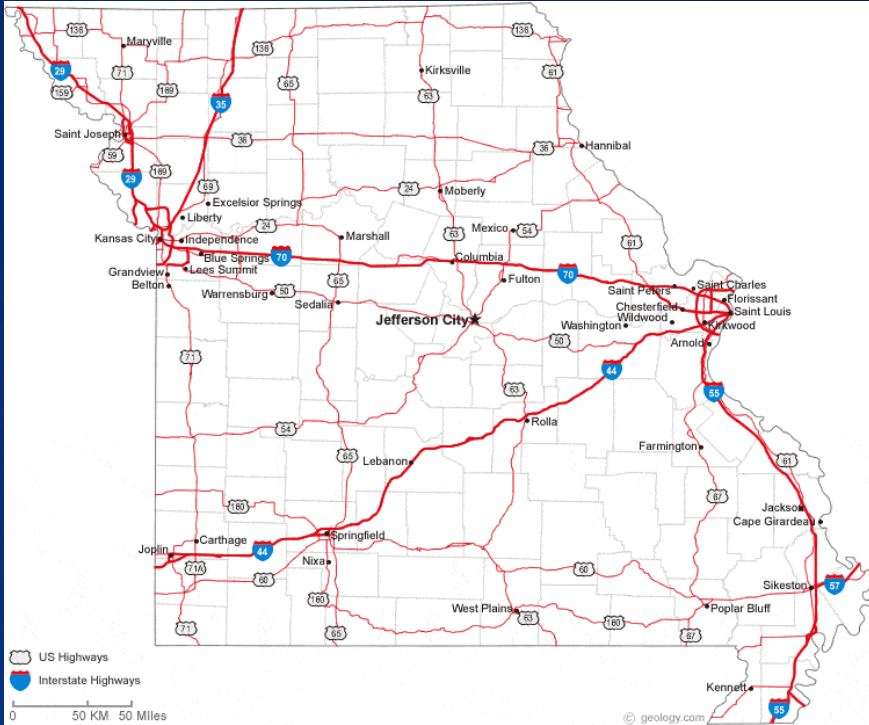 136
Maryville
136
136
29
71
169
159
35
65
Kirksville
63
61
Saint Joseph
36
36
Hannibal
59
169
29
69
24
Moberly
Excelsior Springs
Liberty
24
Mexico
54
Kansas City
Independence
Marshall
63
61
Blue Springs
70
Columbia
Grandview
Lees Summit
70
Belton
65
Fulton
Saint Peters
Saint Charles
Warrensburg
50
Sedalia
Florissant
Chesterfield
Saint Louis
Jefferson City
Washington
Wildwood
Kirkwood
50
Arnold
71
44
63
55
54
Rolla
65
Lebanon
Farmington
61
67
160
Jackson
Cape Girardeau
Springfield
Carthage
Joplin
44
Nixa
71A
60
60
Sikeston
57
160
West Plains
63
160
Poplar Bluff
71
65
67
US Highways
Interstate Highways
Kennett
55
0 50 KM 50 MIles
© geology.com